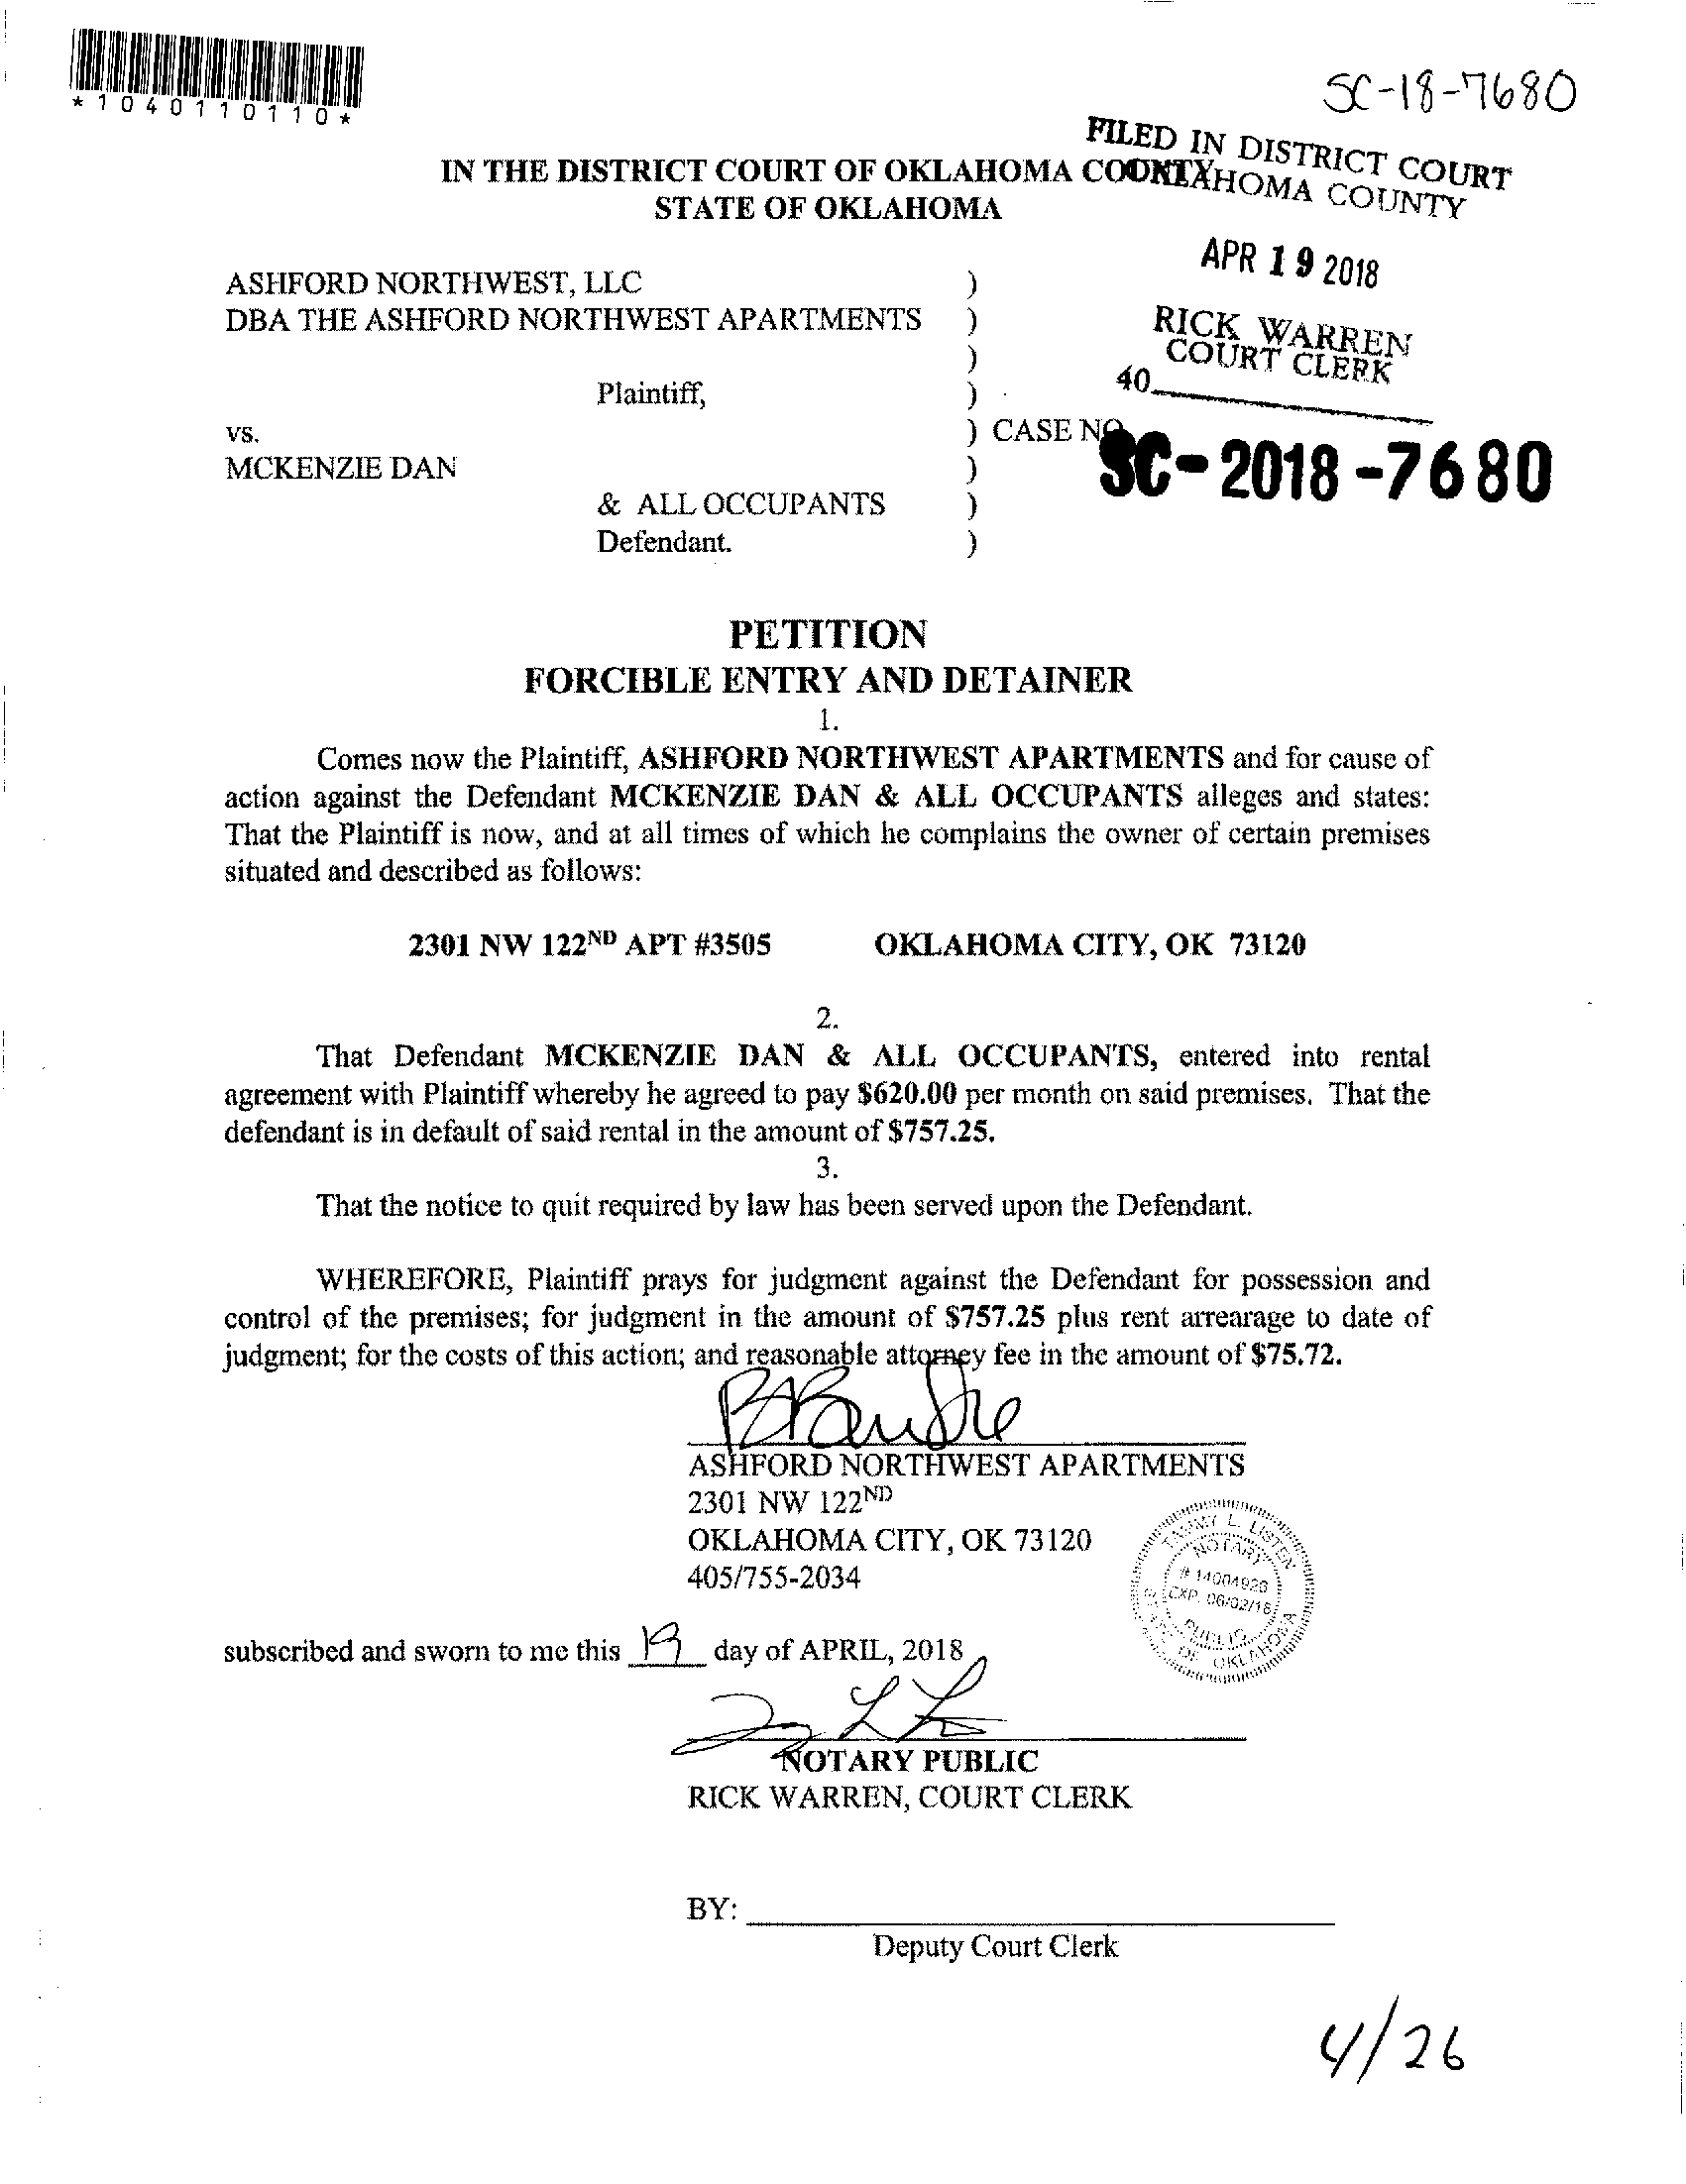 *1040110110*
SC-18-7680
FILED IN DISTRICT COURT
OKLAHOMA COUNTY
IN THE DISTRICT COURT OF OKLAHOMA COUNTY
STATE OF OKLAHOMA
APR 19 2018
RICK WARREN
COURT CLERK
40
ASHFORD NORTHWEST, LLC )
DBA THE ASHFORD NORTHWEST APARTMENTS )
)
Plaintiff, )
vs. ) CASE NO.
SC-2018-7680
MCKENZIE DAN )
& ALL OCCUPANTS )
Defendant. )
PETITION
FORCIBLE ENTRY AND DETAINER
1.
Comes now the Plaintiff, ASHFORD NORTHWEST APARTMENTS and for cause of
action against the Defendant MCKENZIE DAN & ALL OCCUPANTS alleges and states:
That the Plaintiff is now, and at all times of which he complains the owner of certain premises
situated and described as follows:
2301 NW 122ND APT #3505 OKLAHOMA CITY, OK 73120
2.
That Defendant MCKENZIE DAN & ALL OCCUPANTS, entered into rental
agreement with Plaintiff whereby he agreed to pay $620.00 per month on said premises. That the
defendant is in default of said rental in the amount of $757.25.
3.
That the notice to quit required by law has been served upon the Defendant.
WHEREFORE, Plaintiff prays for judgment against the Defendant for possession and
control of the premises; for judgment in the amount of $757.25 plus rent arrearage to date of
judgment; for the costs of this action; and reasonable attorney fee in the amount of $75.72.
ASHFORD NORTHWEST APARTMENTS
2301 NW 122ND
OKLAHOMA CITY, OK 73120
405/755-2034
TAMMY L. LISTEN
NOTARY
# 14004926
EXP. 06/02/18
PUBLIC
STATE OF OKLAHOMA
subscribed and sworn to me this 19 day of APRIL, 2018
NOTARY PUBLIC
RICK WARREN, COURT CLERK
BY:
Deputy Court Clerk
4/26